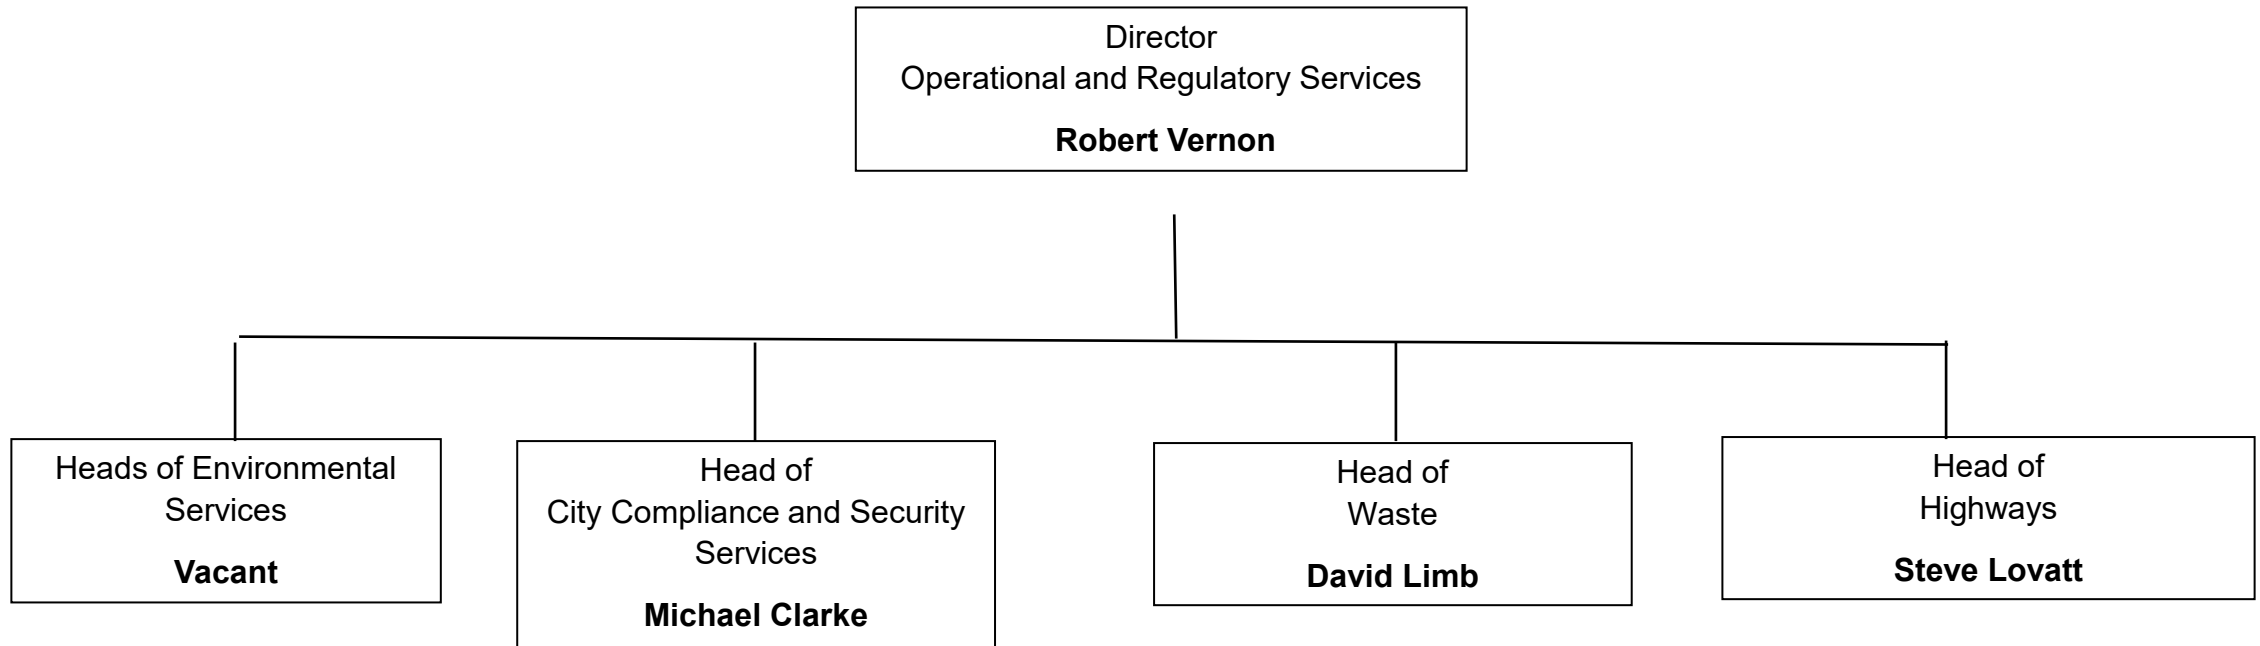 Director
Operational and Regulatory Services
Robert Vernon
Heads of Environmental
Services
Vacant
Head of
City Compliance and Security
Services
Michael Clarke
Head of
Waste
David Limb
Head of
Highways
Steve Lovatt